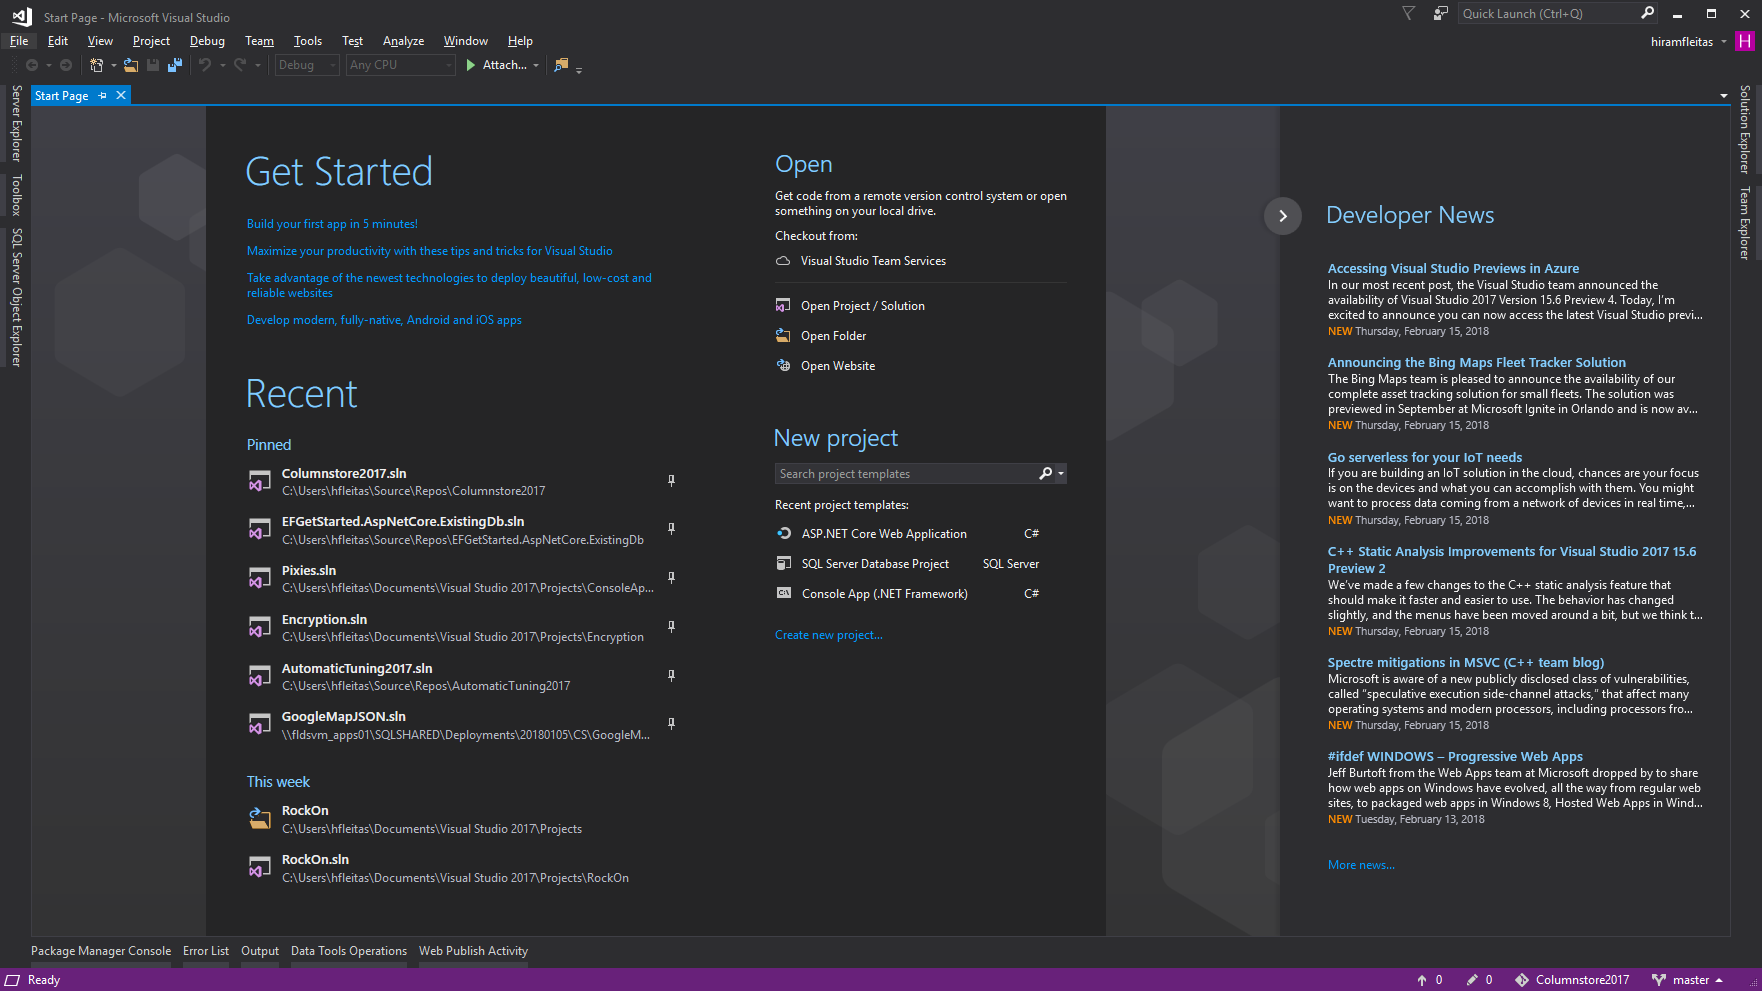 Start Page - Microsoft Visual Studio
Quick Launch (Ctrl+Q)
File Edit View Project Debug Team Tools Test Analyze Window Help
hiramfleitas H
Debug Any CPU Attach...
Start Page
Server Explorer
Toolbox
SQL Server Object Explorer
Get Started
Build your first app in 5 minutes!
Maximize your productivity with these tips and tricks for Visual Studio
Take advantage of the newest technologies to deploy beautiful, low-cost and
reliable websites
Develop modern, fully-native, Android and iOS apps
Recent
Pinned
Columnstore2017.sln
C:\Users\hfleitas\Source\Repos\Columnstore2017
EFGetStarted.AspNetCore.ExistingDb.sln
C:\Users\hfleitas\Source\Repos\EFGetStarted.AspNetCore.ExistingDb
Pixies.sln
C:\Users\hfleitas\Documents\Visual Studio 2017\Projects\ConsoleAp...
Encryption.sln
C:\Users\hfleitas\Documents\Visual Studio 2017\Projects\Encryption
AutomaticTuning2017.sln
C:\Users\hfleitas\Source\Repos\AutomaticTuning2017
GoogleMapJSON.sln
\\fldsvm_apps01\SQLSHARED\Deployments\20180105\CS\GoogleM...
This week
RockOn
C:\Users\hfleitas\Documents\Visual Studio 2017\Projects
RockOn.sln
C:\Users\hfleitas\Documents\Visual Studio 2017\Projects\RockOn
Open
Get code from a remote version control system or open
something on your local drive.
Checkout from:
Visual Studio Team Services
Open Project / Solution
Open Folder
Open Website
New project
Search project templates
Recent project templates:
ASP.NET Core Web Application C#
SQL Server Database Project SQL Server
Console App (.NET Framework) C#
Create new project...
Developer News
Accessing Visual Studio Previews in Azure
In our most recent post, the Visual Studio team announced the
availability of Visual Studio 2017 Version 15.6 Preview 4. Today, I'm
excited to announce you can now access the latest Visual Studio previ...
NEW Thursday, February 15, 2018
Announcing the Bing Maps Fleet Tracker Solution
The Bing Maps team is pleased to announce the availability of our
complete asset tracking solution for small fleets. The solution was
previewed in September at Microsoft Ignite in Orlando and is now av...
NEW Thursday, February 15, 2018
Go serverless for your IoT needs
If you are building an IoT solution in the cloud, chances are your focus
is on the devices and what you can accomplish with them. You might
want to process data coming from a network of devices in real time,...
NEW Thursday, February 15, 2018
C++ Static Analysis Improvements for Visual Studio 2017 15.6
Preview 2
We've made a few changes to the C++ static analysis feature that
should make it faster and easier to use. The behavior has changed
slightly, and the menus have been moved around a bit, but we think t...
NEW Thursday, February 15, 2018
Spectre mitigations in MSVC (C++ team blog)
Microsoft is aware of a new publicly disclosed class of vulnerabilities,
called “speculative execution side-channel attacks,” that affect many
operating systems and modern processors, including processors fro...
NEW Thursday, February 15, 2018
#ifdef WINDOWS – Progressive Web Apps
Jeff Burtoft from the Web Apps team at Microsoft dropped by to share
how web apps on Windows have evolved, all the way from regular web
sites, to packaged web apps in Windows 8, Hosted Web Apps in Wind...
NEW Tuesday, February 13, 2018
More news...
Solution Explorer
Team Explorer
Package Manager Console Error List Output Data Tools Operations Web Publish Activity
Ready 0 0 Columnstore2017 master